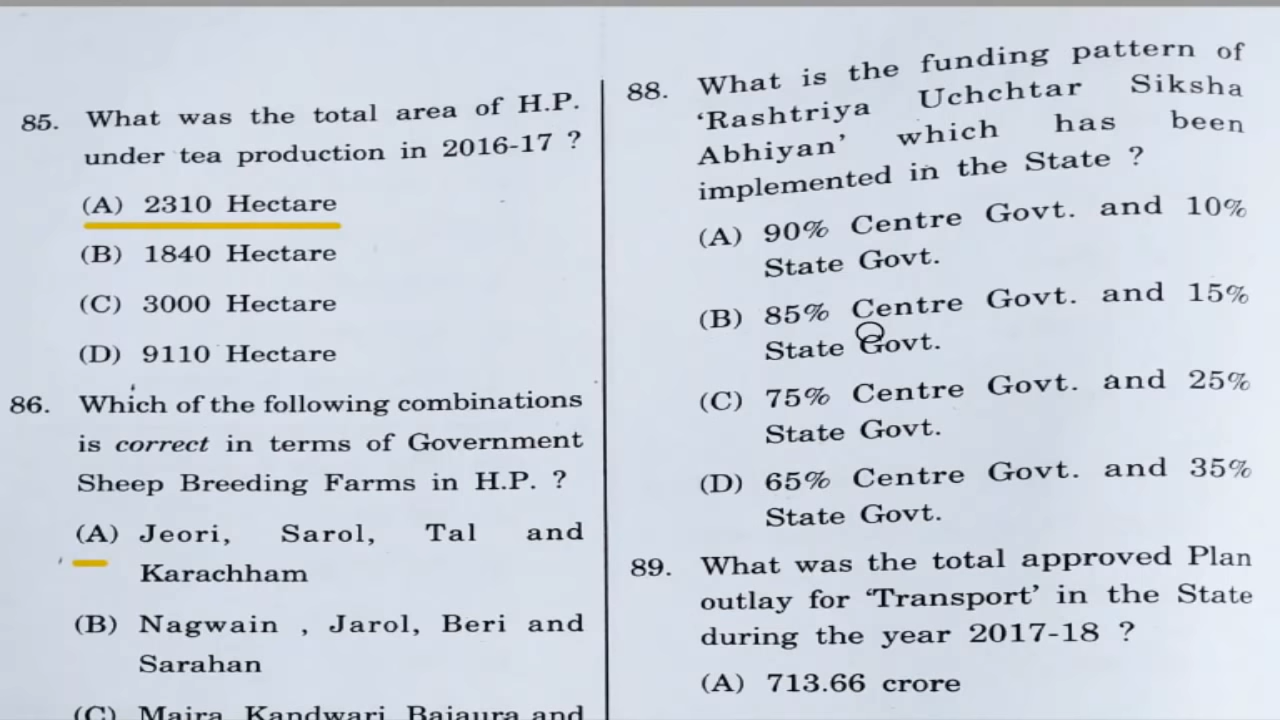 85. What was the total area of H.P.
under tea production in 2016-17 ?
(A) 2310 Hectare
(B) 1840 Hectare
(C) 3000 Hectare
(D) 9110 Hectare
86. Which of the following combinations
is correct in terms of Government
Sheep Breeding Farms in H.P. ?
(A) Jeori, Sarol, Tal and
Karachham
(B) Nagwain , Jarol, Beri and
Sarahan
(C) Majra, Kandwari, Bajaura and
88. What is the funding pattern of
‘Rashtriya Uchchtar Siksha
Abhiyan’ which has been
implemented in the State ?
(A) 90% Centre Govt. and 10%
State Govt.
(B) 85% Centre Govt. and 15%
State Govt.
(C) 75% Centre Govt. and 25%
State Govt.
(D) 65% Centre Govt. and 35%
State Govt.
89. What was the total approved Plan
outlay for ‘Transport’ in the State
during the year 2017-18 ?
(A) 713.66 crore